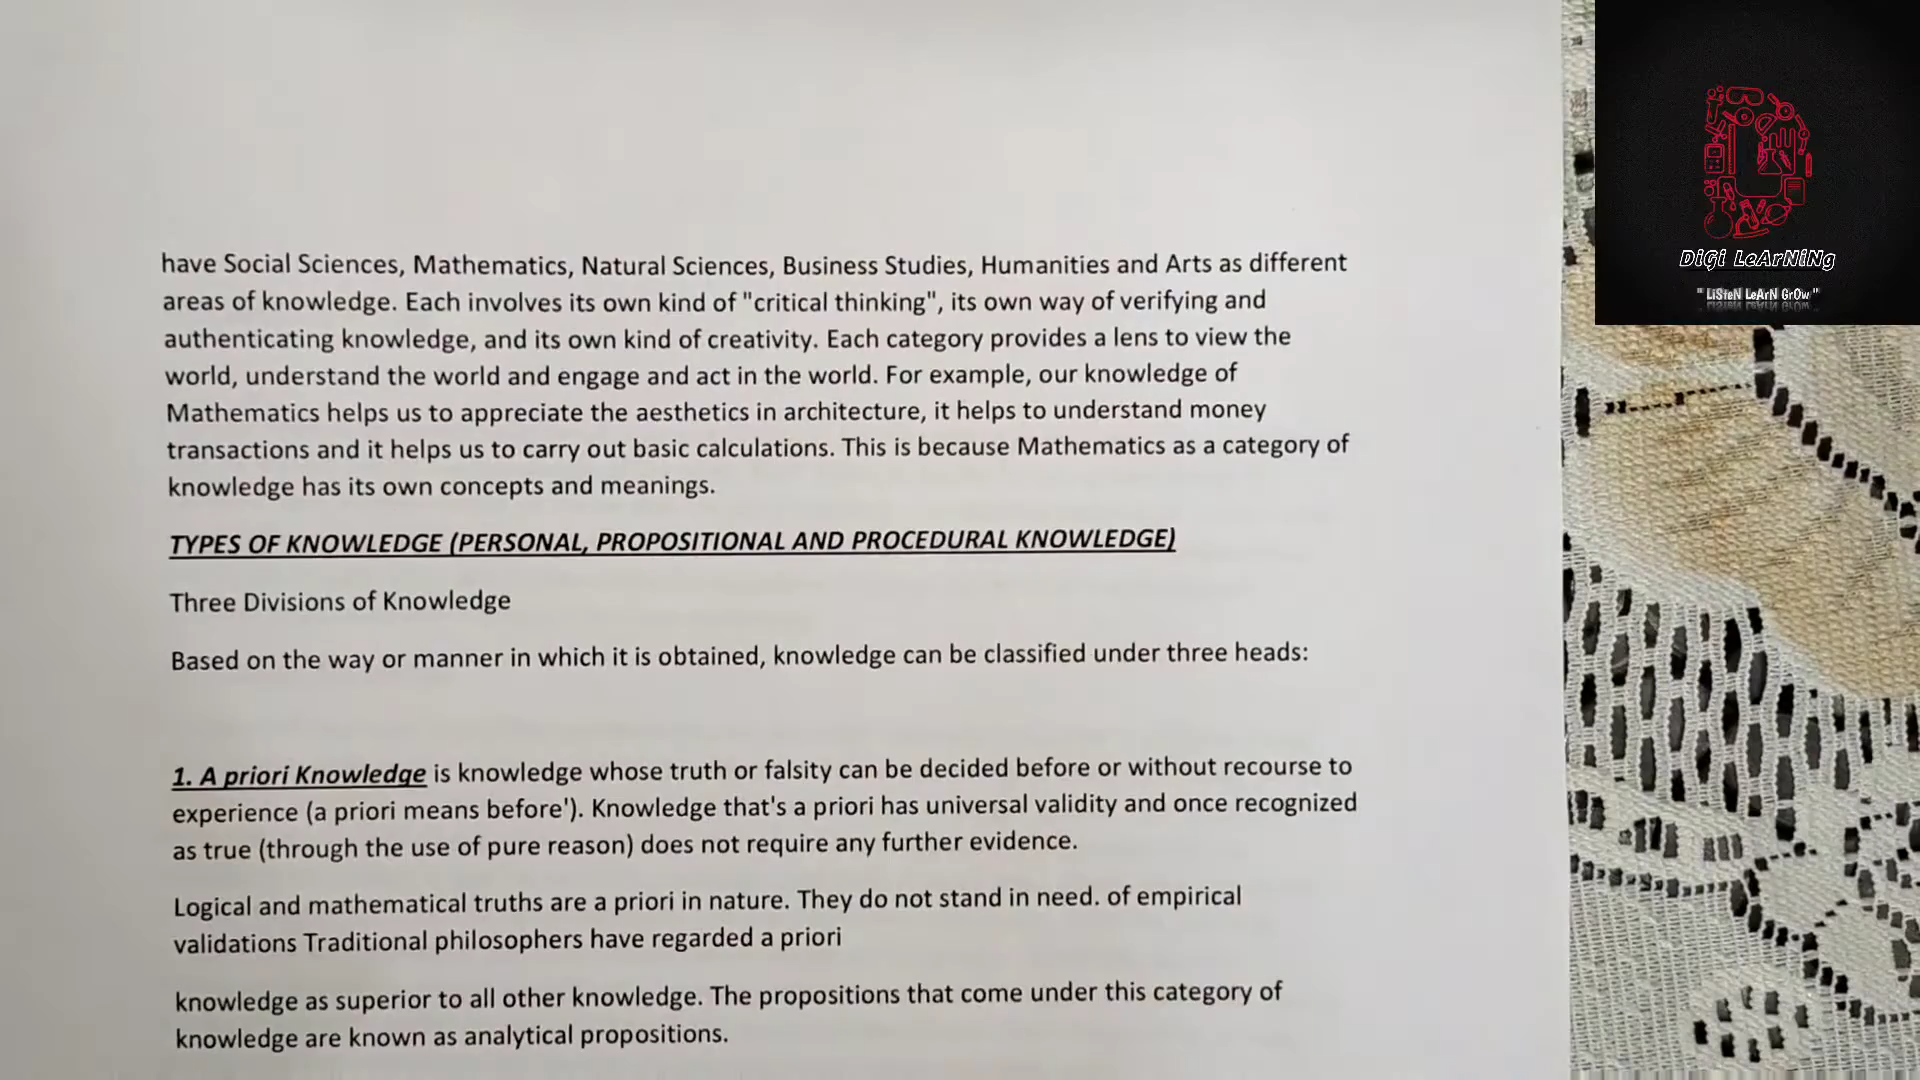 have Social Sciences, Mathematics, Natural Sciences, Business Studies, Humanities and Arts as different
areas of knowledge. Each involves its own kind of "critical thinking", its own way of verifying and
authenticating knowledge, and its own kind of creativity. Each category provides a lens to view the
world, understand the world and engage and act in the world. For example, our knowledge of
Mathematics helps us to appreciate the aesthetics in architecture, it helps to understand money
transactions and it helps us to carry out basic calculations. This is because Mathematics as a category of
knowledge has its own concepts and meanings.
TYPES OF KNOWLEDGE (PERSONAL, PROPOSITIONAL AND PROCEDURAL KNOWLEDGE)
Three Divisions of Knowledge
Based on the way or manner in which it is obtained, knowledge can be classified under three heads:
1. A priori Knowledge is knowledge whose truth or falsity can be decided before or without recourse to
experience (a priori means before'). Knowledge that's a priori has universal validity and once recognized
as true (through the use of pure reason) does not require any further evidence.
Logical and mathematical truths are a priori in nature. They do not stand in need. of empirical
validations Traditional philosophers have regarded a priori
knowledge as superior to all other knowledge. The propositions that come under this category of
knowledge are known as analytical propositions.
DiGi LeArNiNg
" LiSteN LeArN GrOw "